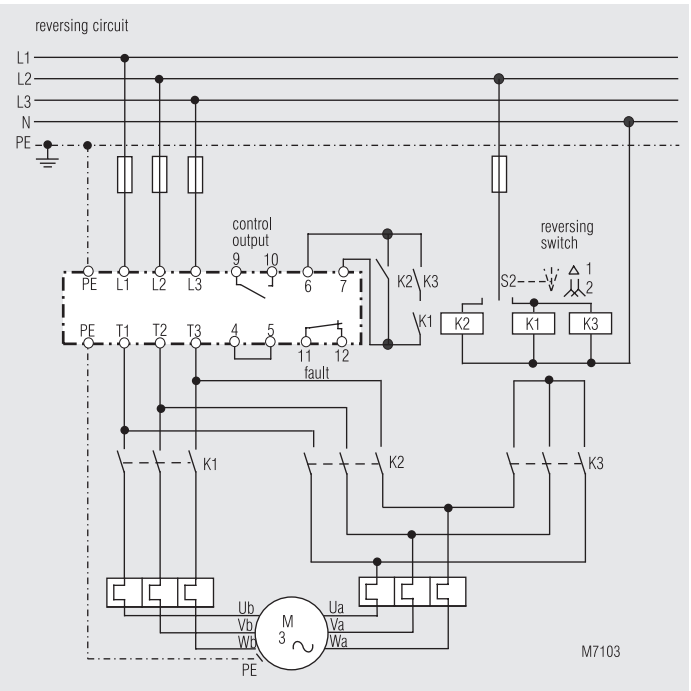 reversing circuit
L1
L2
L3
N
PE
control
output
reversing
switch
9 10 6 7
PE L1 L2 L3
K2 K3
S2
1
2
K1
K2 K1 K3
PE T1 T2 T3 4 5
11 12
fault
K1 K2 K3
Ub Ua
Vb Va
Wb Wa
M
3
PE
M7103